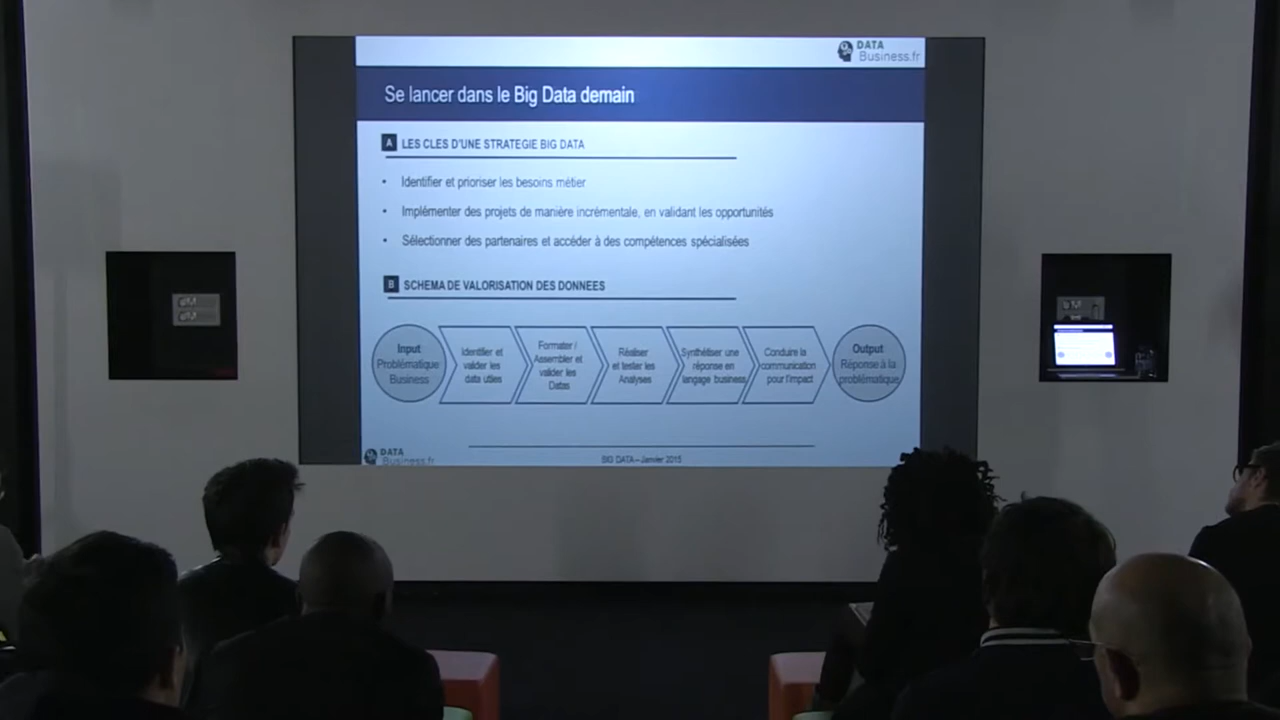 DATA
Business.fr
Se lancer dans le Big Data demain
A LES CLES D'UNE STRATEGIE BIG DATA
• Identifier et prioriser les besoins métier
• Implémenter des projets de manière incrémentale, en validant les opportunités
• Sélectionner des partenaires et accéder à des compétences spécialisées
B SCHEMA DE VALORISATION DES DONNEES
Input
Problématique
Business
Identifier et
valider les
data utiles
Formater /
Assembler et
valider les
Datas
Réaliser
et tester les
Analyses
Synthétiser une
réponse en
langage business
Conduire la
communication
pour l'impact
Output
Réponse à la
problématique
DATA
Business.fr
BIG DATA – Janvier 2015